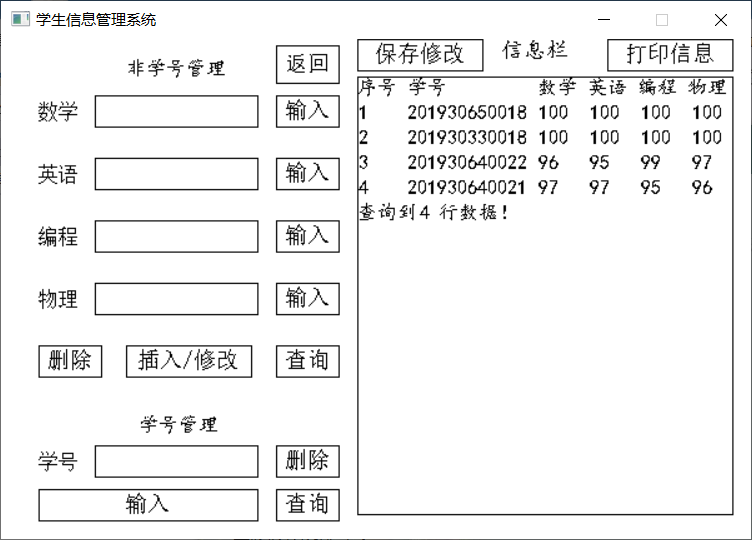 学生信息管理系统
非学号管理 返回
数学 输入
英语 输入
编程 输入
物理 输入
删除 插入/修改 查询
学号管理
学号 删除
输入 查询
保存修改 信息栏 打印信息
序号 学号 数学 英语 编程 物理
1 201930650018 100 100 100 100
2 201930330018 100 100 100 100
3 201930640022 96 95 99 97
4 201930640021 97 97 95 96
查询到4 行数据!